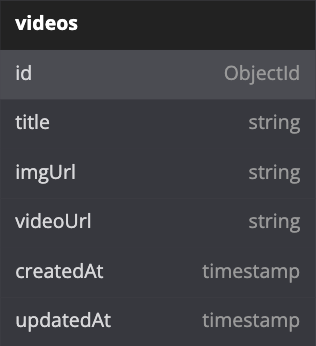 videos
id ObjectId
title string
imgUrl string
videoUrl string
createdAt timestamp
updatedAt timestamp